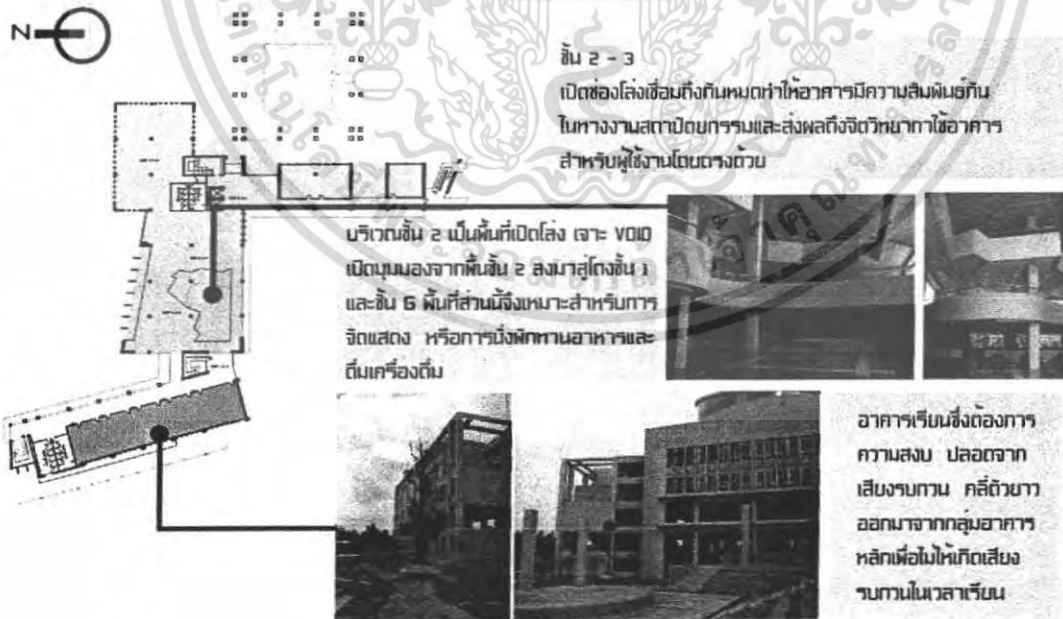 N
ชั้น 2 - 3
เปิดช่องโล่งเชื่อมถึงกันหมดทำให้อาคารมีความสัมพันธ์กัน
ในทางงานสถาปัตยกรรมและส่งผลถึงจิตวิทยาการใช้อาคาร
สำหรับผู้ใช้งานโดยตรงด้วย
บริเวณชั้น 2 เป็นพื้นที่เปิดโล่ง เจาะ VOID
เปิดมุมมองจากพื้นชั้น 2 ลงมาสู่โถงชั้น 1
และชั้น G พื้นที่ส่วนนี้จึงเหมาะสำหรับการ
จัดแสดง หรือการนั่งพักทานอาหารและ
ดื่มเครื่องดื่ม
อาคารเรียนซึ่งต้องการ
ความสงบ ปลอดจาก
เสียงรบกวน คลี่ตัวยาว
ออกมาจากกลุ่มอาคาร
หลักเพื่อไม่ให้เกิดเสียง
รบกวนในเวลาเรียน